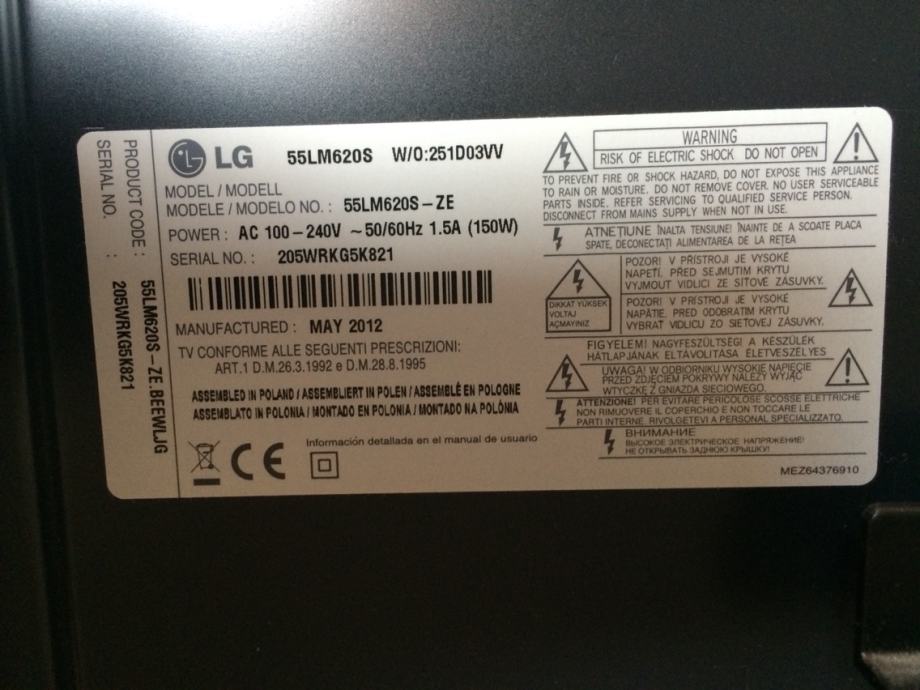 PRODUCT CODE : 55LM620S-ZE.BEEWLJG
SERIAL NO. : 205WRKG5K821
LG 55LM620S W/O:251D03VV
MODEL / MODELL
MODELE / MODELO NO. : 55LM620S-ZE
POWER : AC 100-240V ~50/60Hz 1.5A (150W)
SERIAL NO. : 205WRKG5K821
MANUFACTURED : MAY 2012
TV CONFORME ALLE SEGUENTI PRESCRIZIONI:
ART.1 D.M.26.3.1992 e D.M.28.8.1995
ASSEMBLED IN POLAND / ASSEMBLIERT IN POLEN / ASSEMBLÉ EN POLOGNE
ASSEMBLATO IN POLONIA / MONTADO EN POLONIA / MONTADO NA POLÓNIA
CE
Información detallada en el manual de usuario
WARNING
RISK OF ELECTRIC SHOCK DO NOT OPEN
TO PREVENT FIRE OR SHOCK HAZARD, DO NOT EXPOSE THIS APPLIANCE
TO RAIN OR MOISTURE. DO NOT REMOVE COVER. NO USER SERVICEABLE
PARTS INSIDE. REFER SERVICING TO QUALIFIED SERVICE PERSON.
DISCONNECT FROM MAINS SUPPLY WHEN NOT IN USE.
ATNEȚIUNE ÎNALTA TENSIUNE! ÎNAINTE DE A SCOATE PLACA
SPATE, DECONECTAȚI ALIMENTAREA DE LA REȚEA
DIKKAT YÜKSEK
VOLTAJ
AÇMAYINIZ
POZOR! V PŘÍSTROJI JE VYSOKÉ
NAPĚTÍ. PŘED SEJMUTIM KRYTU
VYJMOUT VIDLICI ZE SÍTOVÉ ZÁSUVKY.
POZOR! V PRÍSTROJI JE VYSOKÉ
NAPÄTIE. PRED ODOBRATIM KRYTU
VYBRAŤ VIDLICU ZO SIEŤOVEJ ZÁSUVKY.
FIGYELEM! NAGYFESZÜLTSÉG! A KÉSZÜLÉK
HÁTLAPJÁNAK ELTÁVOLÍTÁSA ÉLETVESZÉLYES
UWAGA! W ODBIORNIKU WYSOKIE NAPIĘCIE
PRZED ZDJĘCIEM POKRYWY NALEŻY WYJĄĆ
WTYCZKĘ Z GNIAZDA SIECIOWEGO.
ATTENZIONE! PER EVITARE PERICOLOSE SCOSSE ELETTRICHE
NON RIMUOVERE IL COPERCHIO E NON TOCCARE LE
PARTI INTERNE. RIVOLGETEVI A PERSONAL SPECIALIZZATO.
ВНИМАНИЕ
ВЫСОКОЕ ЭЛЕКТРИЧЕСКОЕ НАПРЯЖЕНИЕ!
НЕ ОТКРЫВАТЬ ЗАДНЮЮ КРЫШКУ!
MEZ64376910